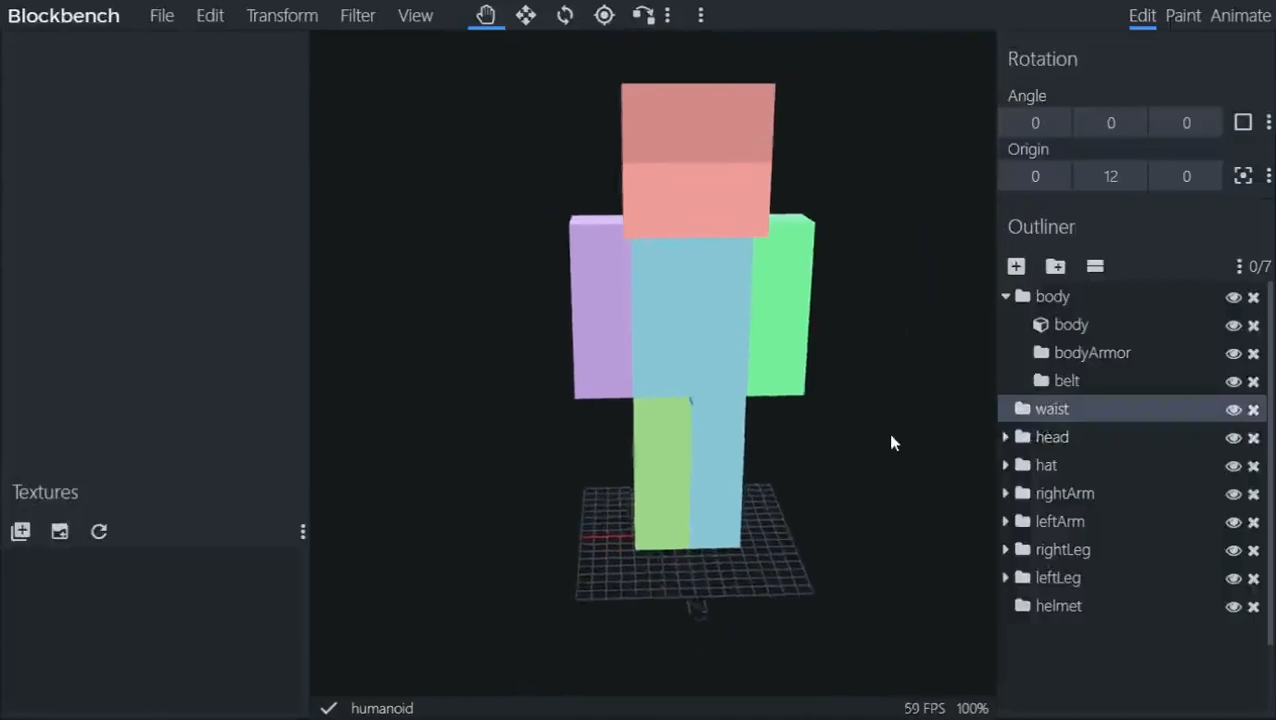 Blockbench File Edit Transform Filter View Edit Paint Animate
Rotation
Angle
0 0 0
Origin
0 12 0
Outliner
0/7
body
body
bodyArmor
belt
waist
head
hat
rightArm
leftArm
rightLeg
leftLeg
helmet
Textures
humanoid 59 FPS 100%